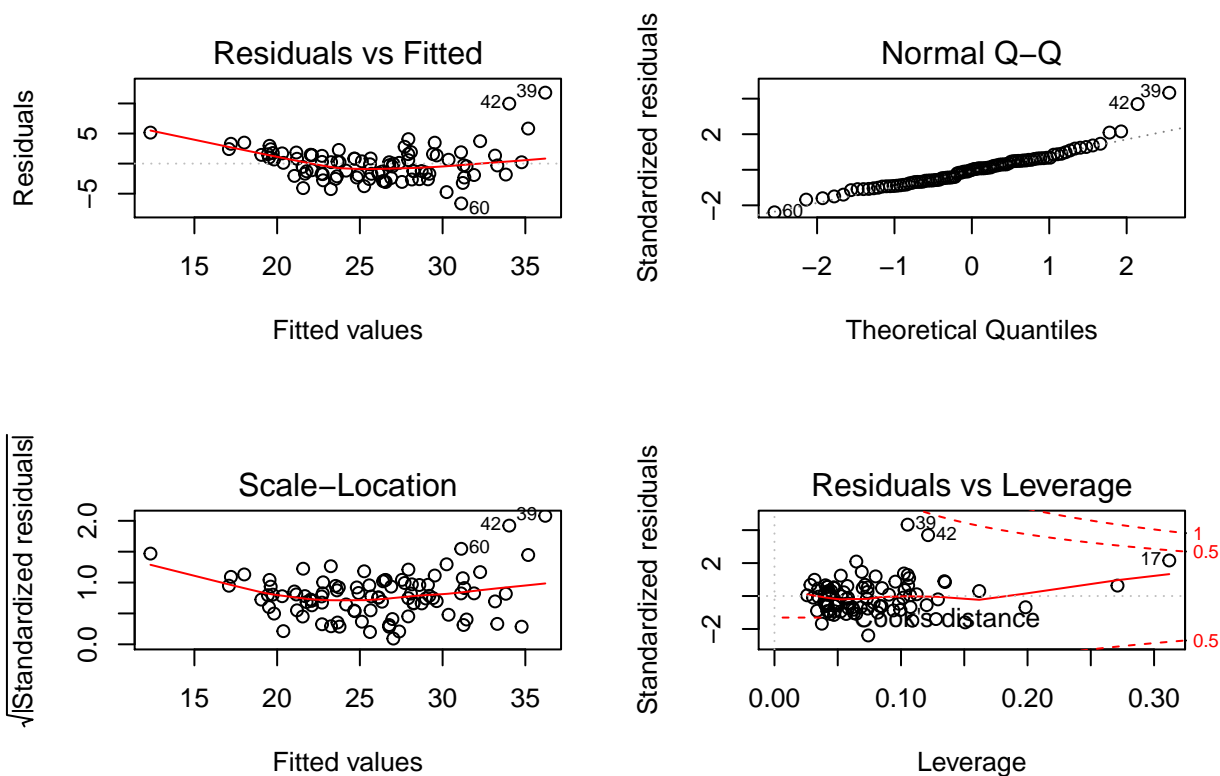 Residuals vs Fitted
Residuals
5
−5
42
39
60
15 20 25 30 35
Fitted values
Normal Q−Q
Standardized residuals
2
−2
42
39
60
−2 −1 0 1 2
Theoretical Quantiles
Scale−Location
√|Standardized residuals|
2.0
1.0
0.0
42
39
60
15 20 25 30 35
Fitted values
Residuals vs Leverage
Standardized residuals
2
0
−2
39
42
17
1
0.5
0.5
Cook's distance
0.00 0.10 0.20 0.30
Leverage